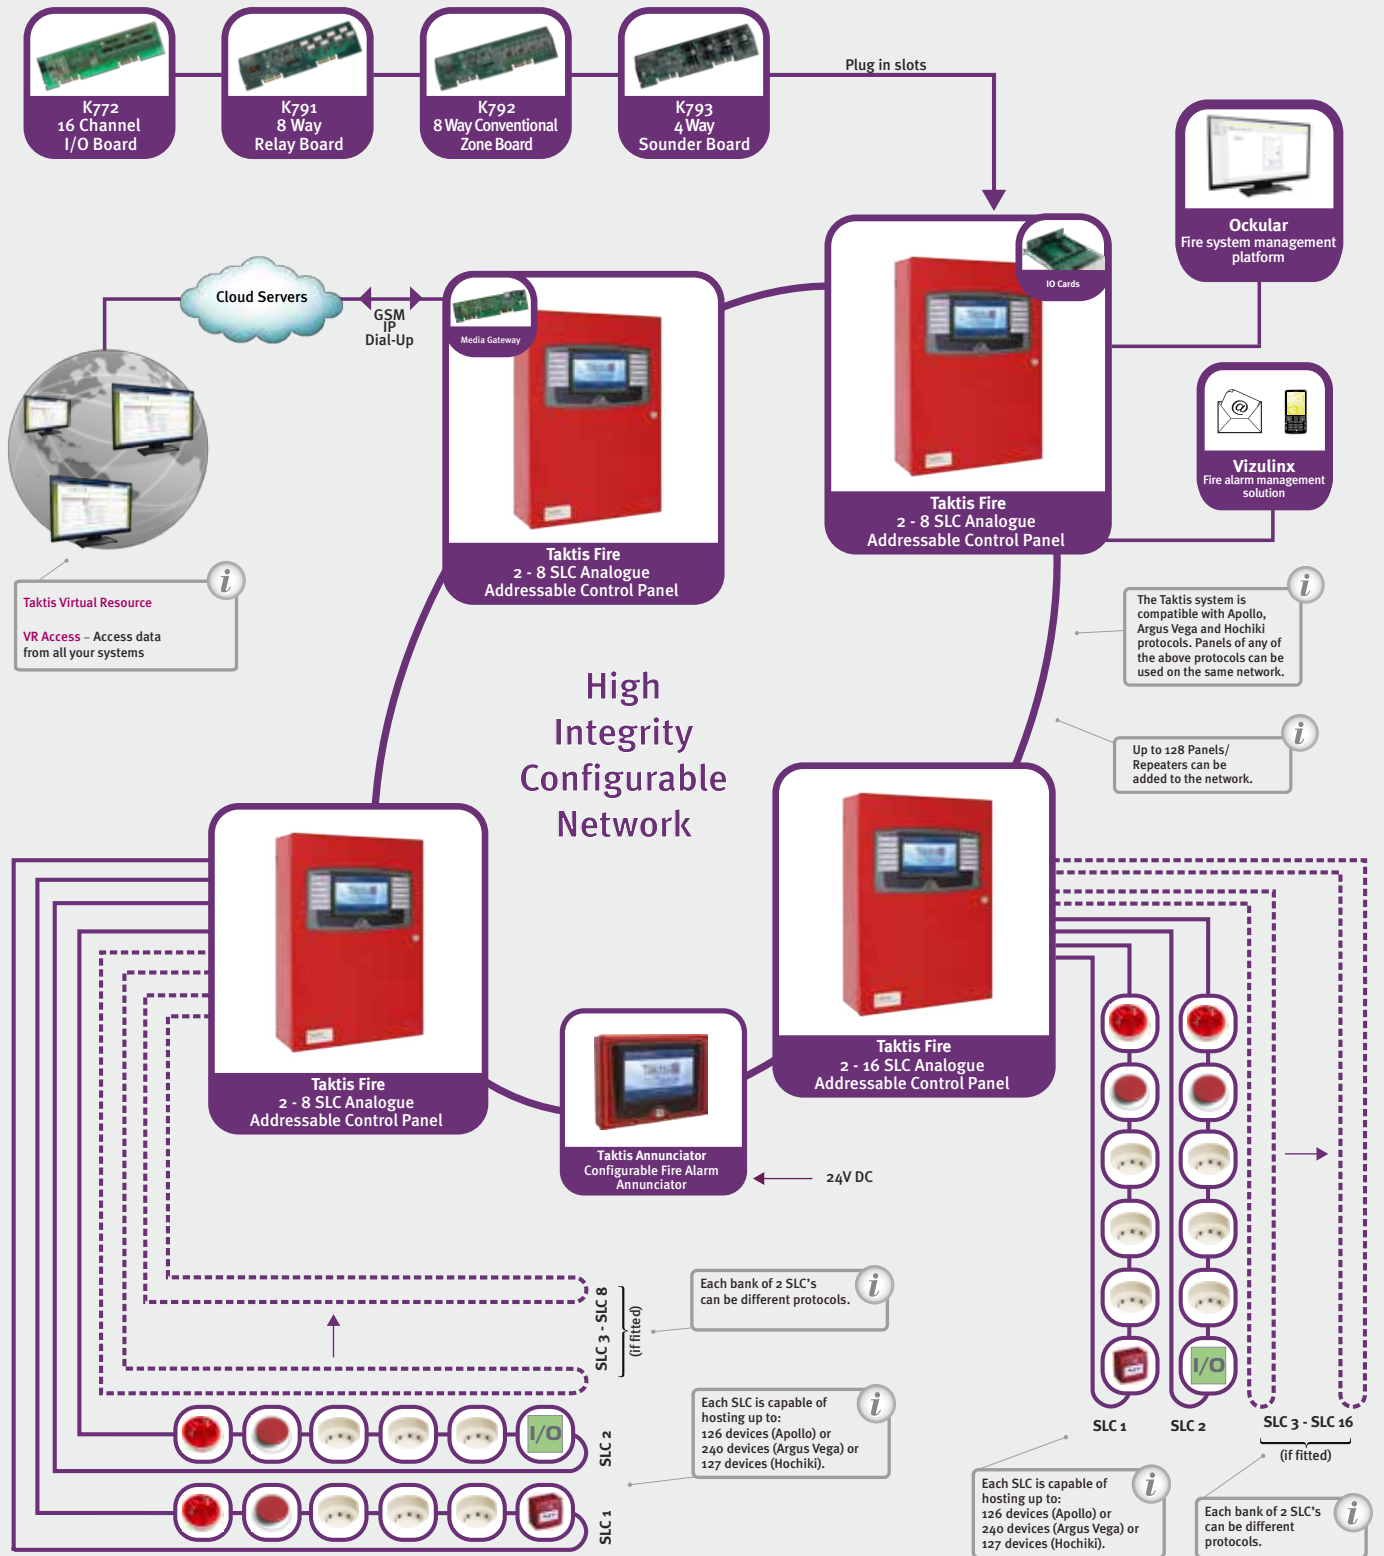 K772
16 Channel
I/O Board
K791
8 Way
Relay Board
K792
8 Way Conventional
Zone Board
K793
4 Way
Sounder Board
Plug in slots
Ockular
Fire system management
platform
IO Cards
Taktis Fire
2 - 8 SLC Analogue
Addressable Control Panel
Cloud Servers
GSM
IP
Dial-Up
Media Gateway
Taktis Fire
2 - 8 SLC Analogue
Addressable Control Panel
@
Vizulinx
Fire alarm management
solution
i
Taktis Virtual Resource
VR Access – Access data
from all your systems
i
The Taktis system is
compatible with Apollo,
Argus Vega and Hochiki
protocols. Panels of any of
the above protocols can be
used on the same network.
i
Up to 128 Panels/
Repeaters can be
added to the network.
High
Integrity
Configurable
Network
Taktis Fire
2 - 8 SLC Analogue
Addressable Control Panel
Taktis
Taktis Annunciator
Configurable Fire Alarm
Annunciator
24V DC
Taktis Fire
2 - 16 SLC Analogue
Addressable Control Panel
SLC 3 - SLC 8
(if fitted)
i
Each bank of 2 SLC's
can be different protocols.
i
Each SLC is capable of
hosting up to:
126 devices (Apollo) or
240 devices (Argus Vega) or
127 devices (Hochiki).
I/O
SLC 2
SLC 1
I/O
SLC 1
SLC 2
SLC 3 - SLC 16
(if fitted)
i
Each SLC is capable of
hosting up to:
126 devices (Apollo) or
240 devices (Argus Vega) or
127 devices (Hochiki).
i
Each bank of 2 SLC's
can be different
protocols.